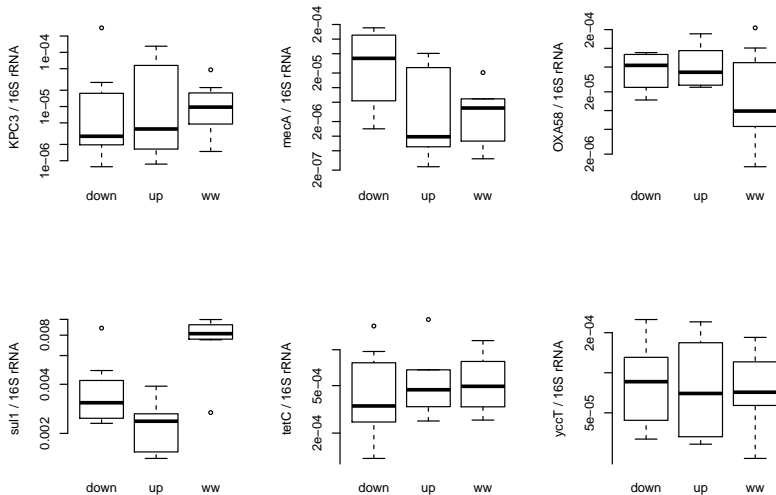 KPC3 / 16S rRNA
1e−04
1e−05
1e−06
down up ww
mecA / 16S rRNA
2e−04
2e−05
2e−06
2e−07
down up ww
OXA58 / 16S rRNA
2e−04
2e−05
2e−06
down up ww
sul1 / 16S rRNA
0.008
0.004
0.002
down up ww
tetC / 16S rRNA
5e−04
2e−04
down up ww
yccT / 16S rRNA
2e−04
5e−05
down up ww